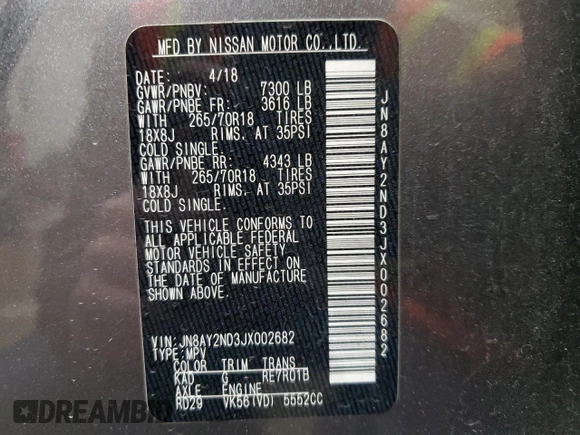 MFD BY NISSAN MOTOR CO.,LTD.
DATE: 4/18
GVWR/PNBV: 7300 LB
GAWR/PNBE FR: 3616 LB
WITH 265/70R18 TIRES
18X8J RIMS. AT 35PSI
COLD SINGLE.
GAWR/PNBE RR: 4343 LB
WITH 265/70R18 TIRES
18X8J RIMS. AT 35PSI
COLD SINGLE.
THIS VEHICLE CONFORMS TO
ALL APPLICABLE FEDERAL
MOTOR VEHICLE SAFETY
STANDARDS IN EFFECT ON
THE DATE OF MANUFACTURE
SHOWN ABOVE.
VIN:JN8AY2ND3JX002682
TYPE:MPV
COLOR TRIM TRANS
KAD G RE7R01B
AXLE ENGINE
RD29 VK56(VD) 5552CC
JN8AY2ND3JX002682
DREAMBID